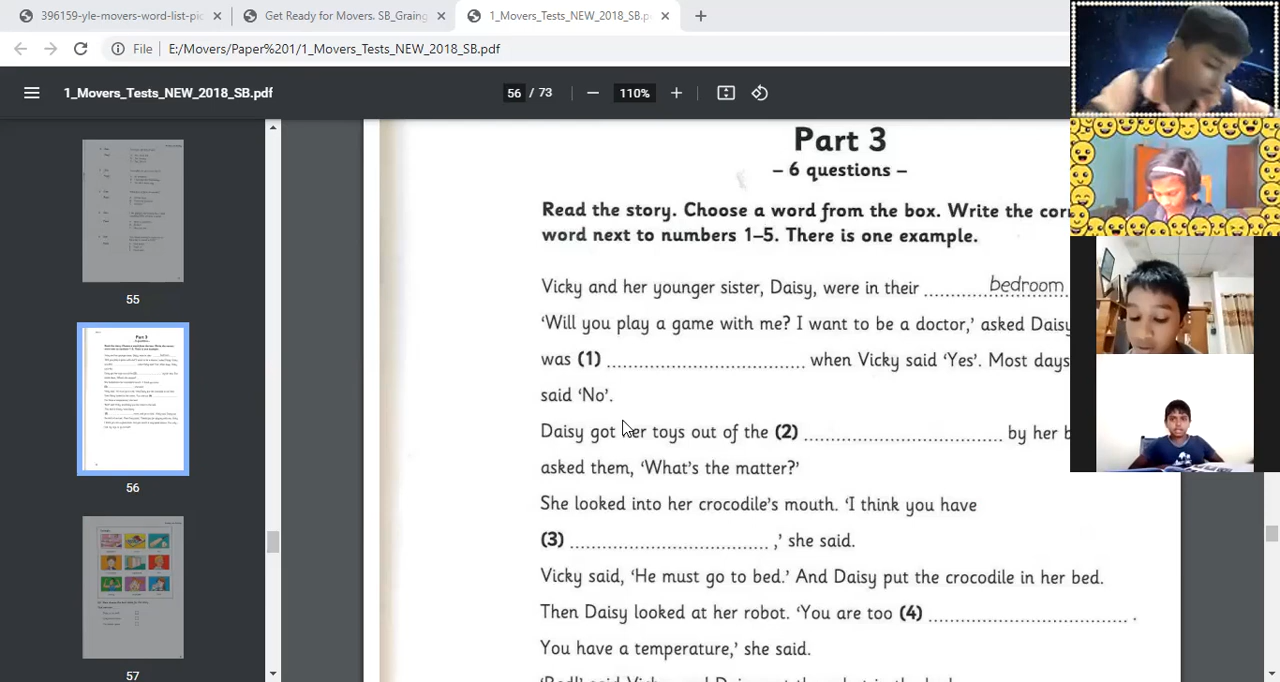 396159-yle-movers-word-list-pic
Get Ready for Movers. SB_Graing
1_Movers_Tests_NEW_2018_SB.p
File E:/Movers/Paper%201/1_Movers_Tests_NEW_2018_SB.pdf
1_Movers_Tests_NEW_2018_SB.pdf
56 / 73
110%
55
56
57
Part 3
– 6 questions –
Read the story. Choose a word from the box. Write the cor
word next to numbers 1–5. There is one example.
Vicky and her younger sister, Daisy, were in their bedroom
‘Will you play a game with me? I want to be a doctor,’ asked Daisy
was (1) ................................................ when Vicky said ‘Yes’. Most days
said ‘No’.
Daisy got her toys out of the (2) ................................................ by her b
asked them, ‘What’s the matter?’
She looked into her crocodile’s mouth. ‘I think you have
(3) ................................................ ,’ she said.
Vicky said, ‘He must go to bed.’ And Daisy put the crocodile in her bed.
Then Daisy looked at her robot. ‘You are too (4) ................................................ .
You have a temperature,’ she said.